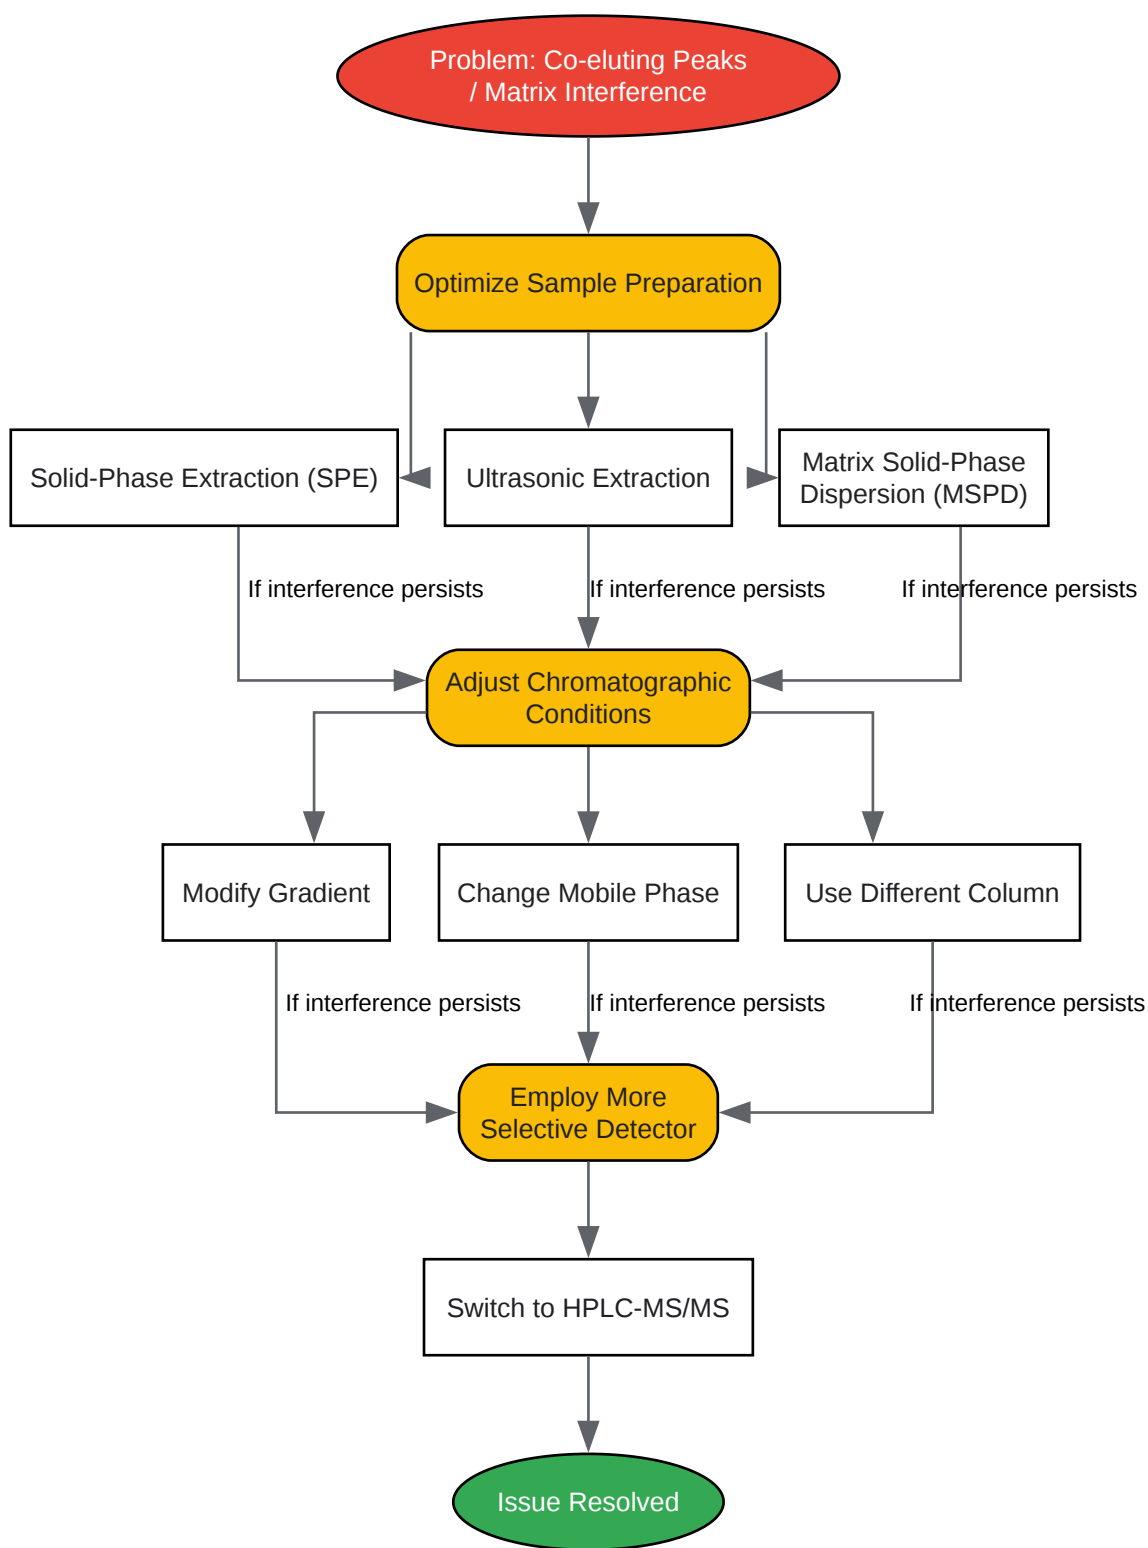 Problem: Co-eluting Peaks
/ Matrix Interference
Optimize Sample Preparation
Solid-Phase Extraction (SPE)
Ultrasonic Extraction
Matrix Solid-Phase
Dispersion (MSPD)
If interference persists
If interference persists
If interference persists
Adjust Chromatographic
Conditions
Modify Gradient
Change Mobile Phase
Use Different Column
If interference persists
If interference persists
If interference persists
Employ More
Selective Detector
Switch to HPLC-MS/MS
Issue Resolved